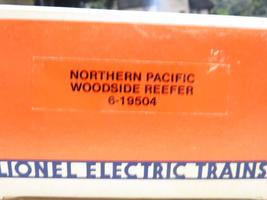 NORTHERN PACIFIC
WOODSIDE REEFER
6-19504
LIONEL ELECTRIC TRAINS